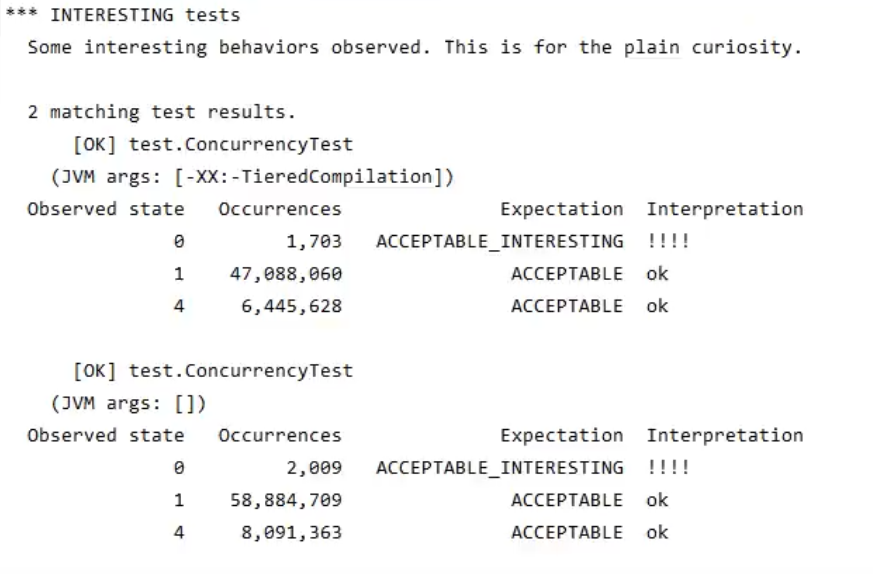 *** INTERESTING tests
Some interesting behaviors observed. This is for the plain curiosity.
2 matching test results.
[OK] test.ConcurrencyTest
(JVM args: [-XX:-TieredCompilation])
Observed state Occurrences Expectation Interpretation
0 1,703 ACCEPTABLE_INTERESTING !!!!
1 47,088,060 ACCEPTABLE ok
4 6,445,628 ACCEPTABLE ok
[OK] test.ConcurrencyTest
(JVM args: [])
Observed state Occurrences Expectation Interpretation
0 2,009 ACCEPTABLE_INTERESTING !!!!
1 58,884,709 ACCEPTABLE ok
4 8,091,363 ACCEPTABLE ok